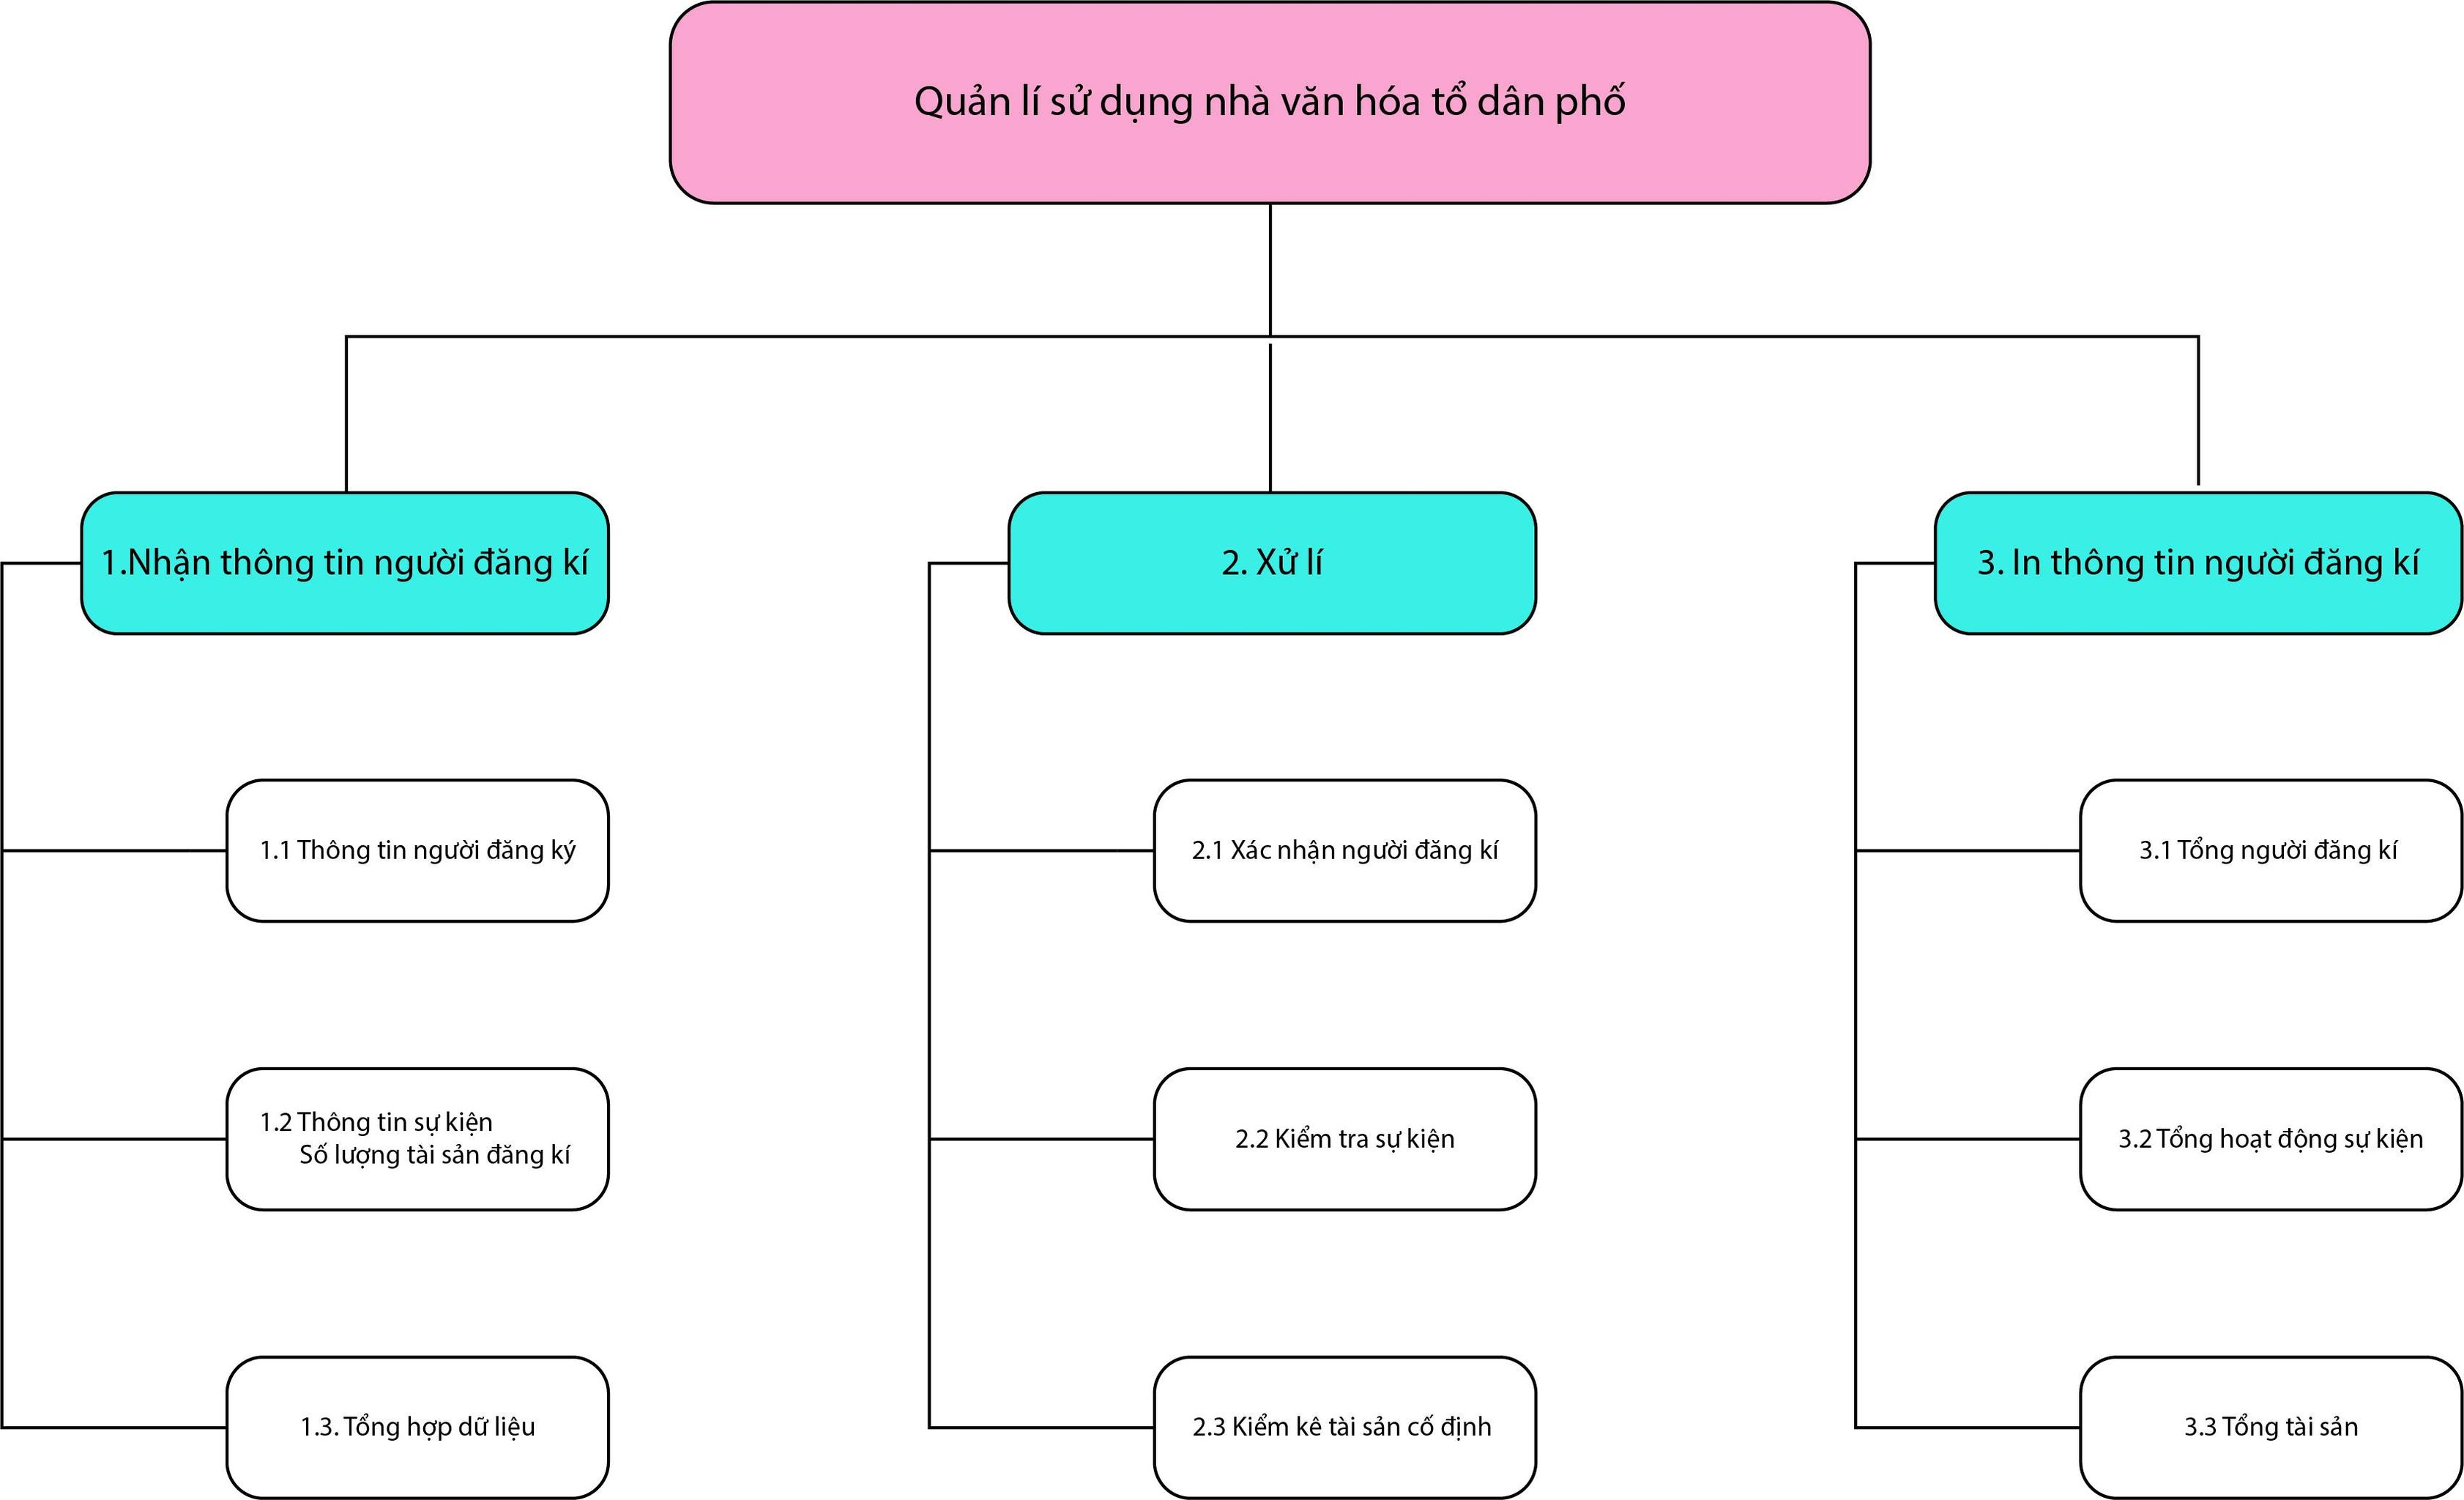 Quản lí sử dụng nhà văn hóa tổ dân phố
1.Nhận thông tin người đăng kí
2. Xử lí
3. In thông tin người đăng kí
1.1 Thông tin người đăng ký
2.1 Xác nhận người đăng kí
3.1 Tổng người đăng kí
1.2 Thông tin sự kiện
Số lượng tài sản đăng kí
2.2 Kiểm tra sự kiện
3.2 Tổng hoạt động sự kiện
1.3. Tổng hợp dữ liệu
2.3 Kiểm kê tài sản cố định
3.3 Tổng tài sản